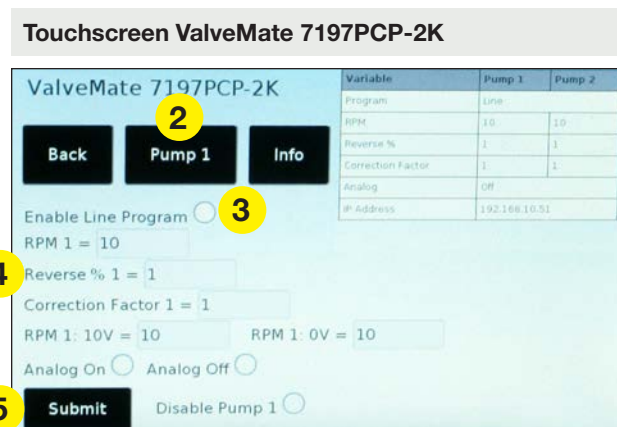 Touchscreen ValveMate 7197PCP-2K
ValveMate 7197PCP-2K
2
Back Pump 1 Info
Variable Pump 1 Pump 2
Program Line
RPM 10 10
Reverse % 1 1
Correction Factor 1 1
Analog Off
IP Address 192.168.10.51
Enable Line Program 3
RPM 1 = 10
4 Reverse % 1 = 1
Correction Factor 1 = 1
RPM 1: 10V = 10 RPM 1: 0V = 10
Analog On Analog Off
5 Submit Disable Pump 1